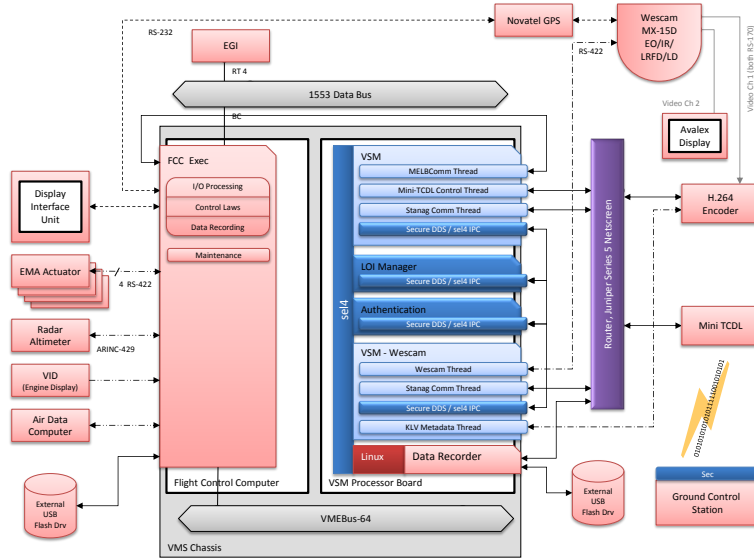 Novatel GPS
Wescam
MX-15D
EO/IR/
LRFD/LD
RS-232
RS-422
EGI
RT 4
Video Ch 1 (both RS-170)
1553 Data Bus
Video Ch 2
BC
Avalex
Display
FCC Exec
I/O Processing
Control Laws
Data Recording
Maintenance
VSM
MELBComm Thread
Mini-TCDL Control Thread
Stanag Comm Thread
Secure DDS / sel4 IPC
Display
Interface
Unit
H.264
Encoder
LOI Manager
Secure DDS / sel4 IPC
EMA Actuator
4 RS-422
sel4
Router, Juniper Series 5 Netscreen
Authentication
Secure DDS / sel4 IPC
Radar
Altimeter
ARINC-429
Mini TCDL
VSM - Wescam
Wescam Thread
Stanag Comm Thread
Secure DDS / sel4 IPC
KLV Metadata Thread
VID
(Engine Display)
Air Data
Computer
Linux
Data Recorder
External
USB
Flash Drv
Flight Control Computer
VSM Processor Board
External
USB
Flash Drv
Sec
Ground Control
Station
VMEBus-64
VMS Chassis